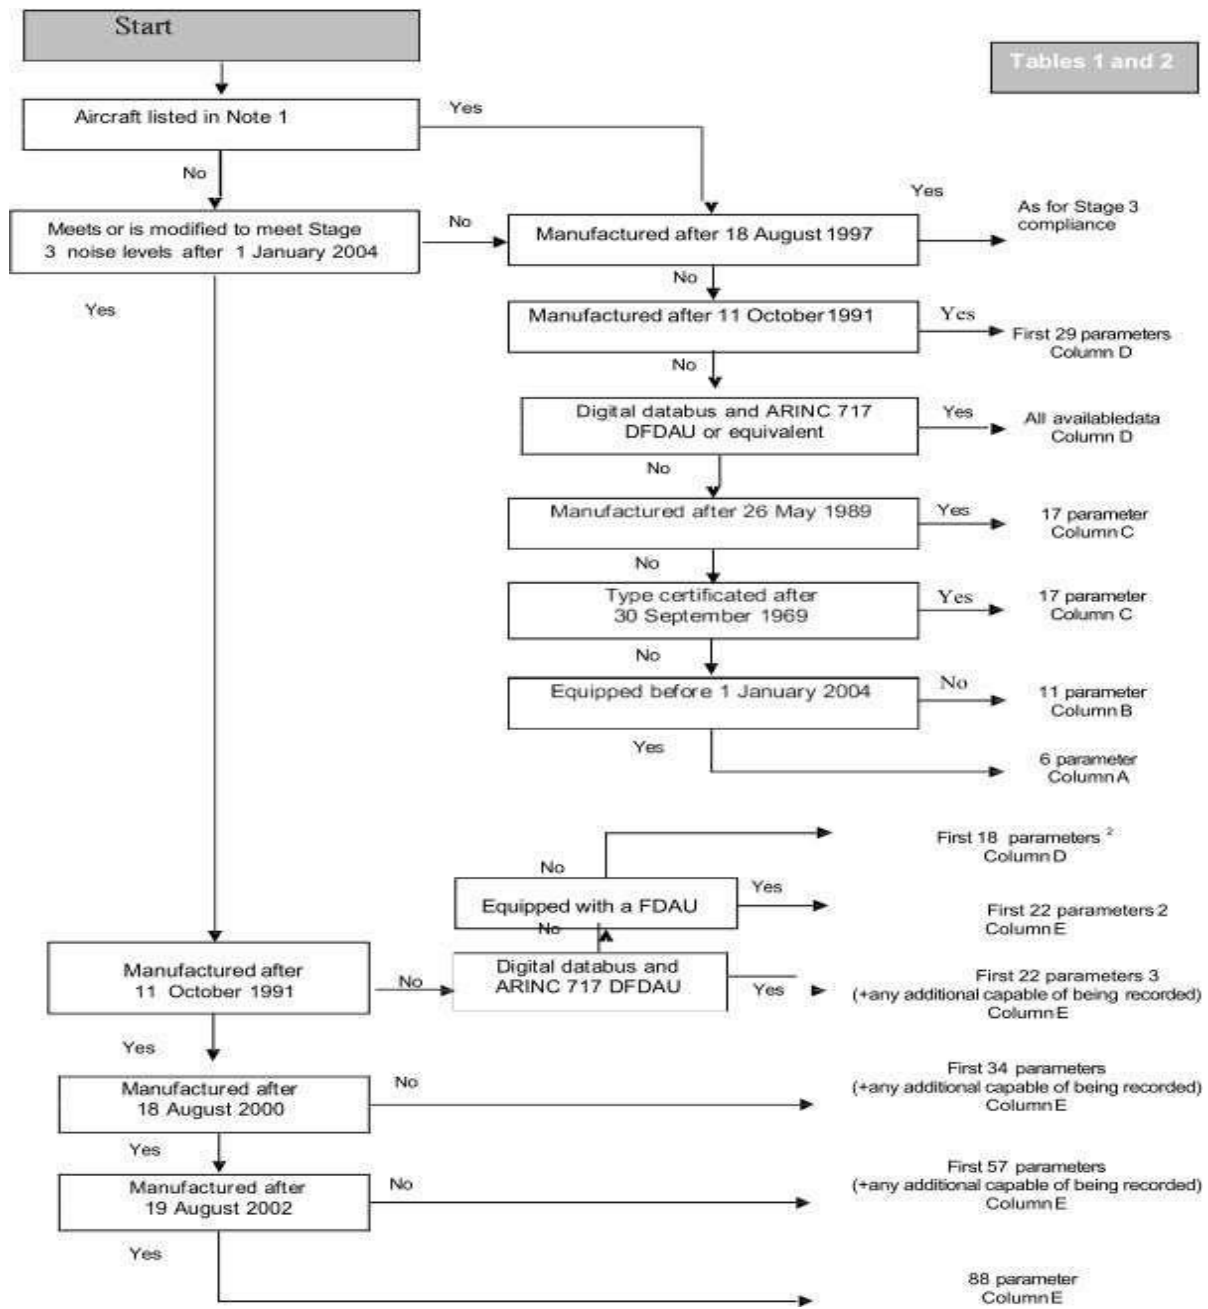 Start
Tables 1 and 2
Aircraft listed in Note 1
Yes
No
Yes
Meets or is modified to meet Stage
3 noise levels after 1 January 2004
No
Manufactured after 18 August 1997
As for Stage 3
compliance
Yes
No
Manufactured after 11 October 1991
Yes
First 29 parameters
Column D
No
Digital databus and ARINC 717
DFDAU or equivalent
Yes
All availabledata
Column D
No
Manufactured after 26 May 1989
Yes
17 parameter
Column C
No
Type certificated after
30 September 1969
Yes
17 parameter
Column C
No
Equipped before 1 January 2004
No
11 parameter
Column B
Yes
6 parameter
Column A
First 18 parameters 2
Column D
No
Equipped with a FDAU
Yes
First 22 parameters 2
Column E
No
Manufactured after
11 October 1991
No
Digital databus and
ARINC 717 DFDAU
Yes
First 22 parameters 3
(+any additional capable of being recorded)
Column E
Yes
Manufactured after
18 August 2000
No
First 34 parameters
(+any additional capable of being recorded)
Column E
Yes
Manufactured after
19 August 2002
No
First 57 parameters
(+any additional capable of being recorded)
Column E
Yes
88 parameter
Column E